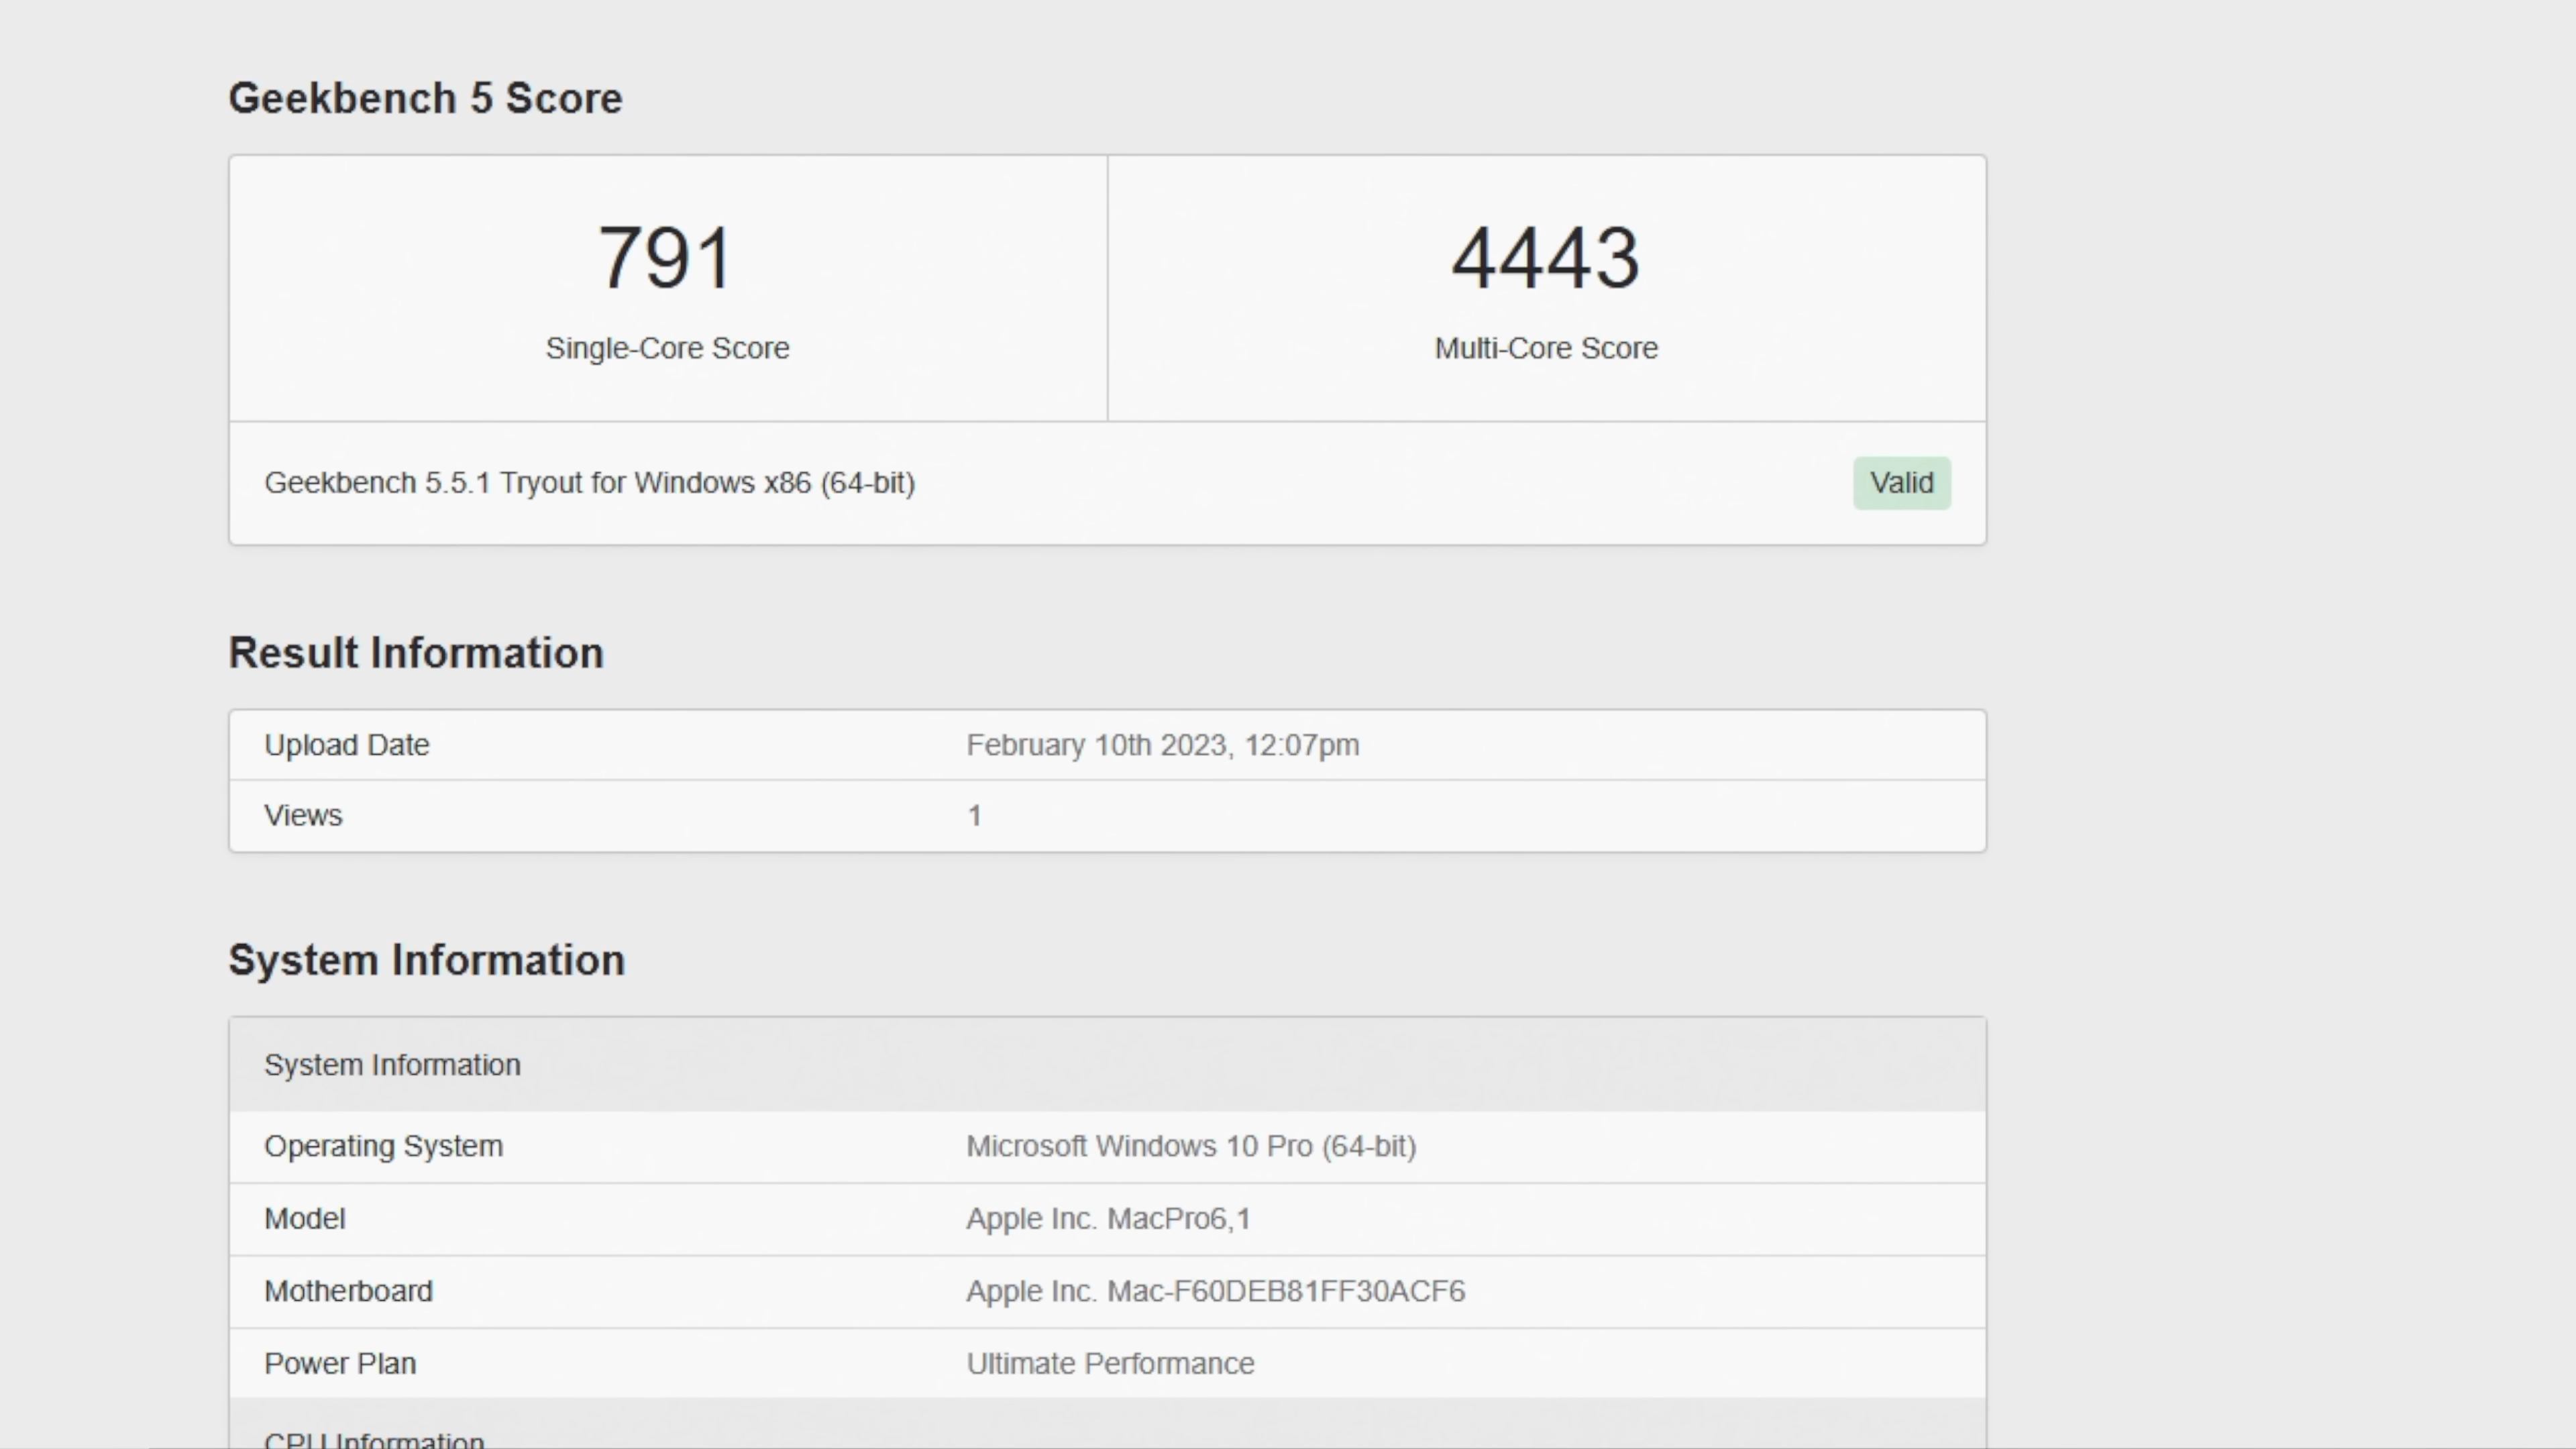 Geekbench 5 Score
791
Single-Core Score
4443
Multi-Core Score
Geekbench 5.5.1 Tryout for Windows x86 (64-bit)
Valid
Result Information
Upload Date
February 10th 2023, 12:07pm
Views
1
System Information
System Information
Operating System
Microsoft Windows 10 Pro (64-bit)
Model
Apple Inc. MacPro6,1
Motherboard
Apple Inc. Mac-F60DEB81FF30ACF6
Power Plan
Ultimate Performance
CPU Information